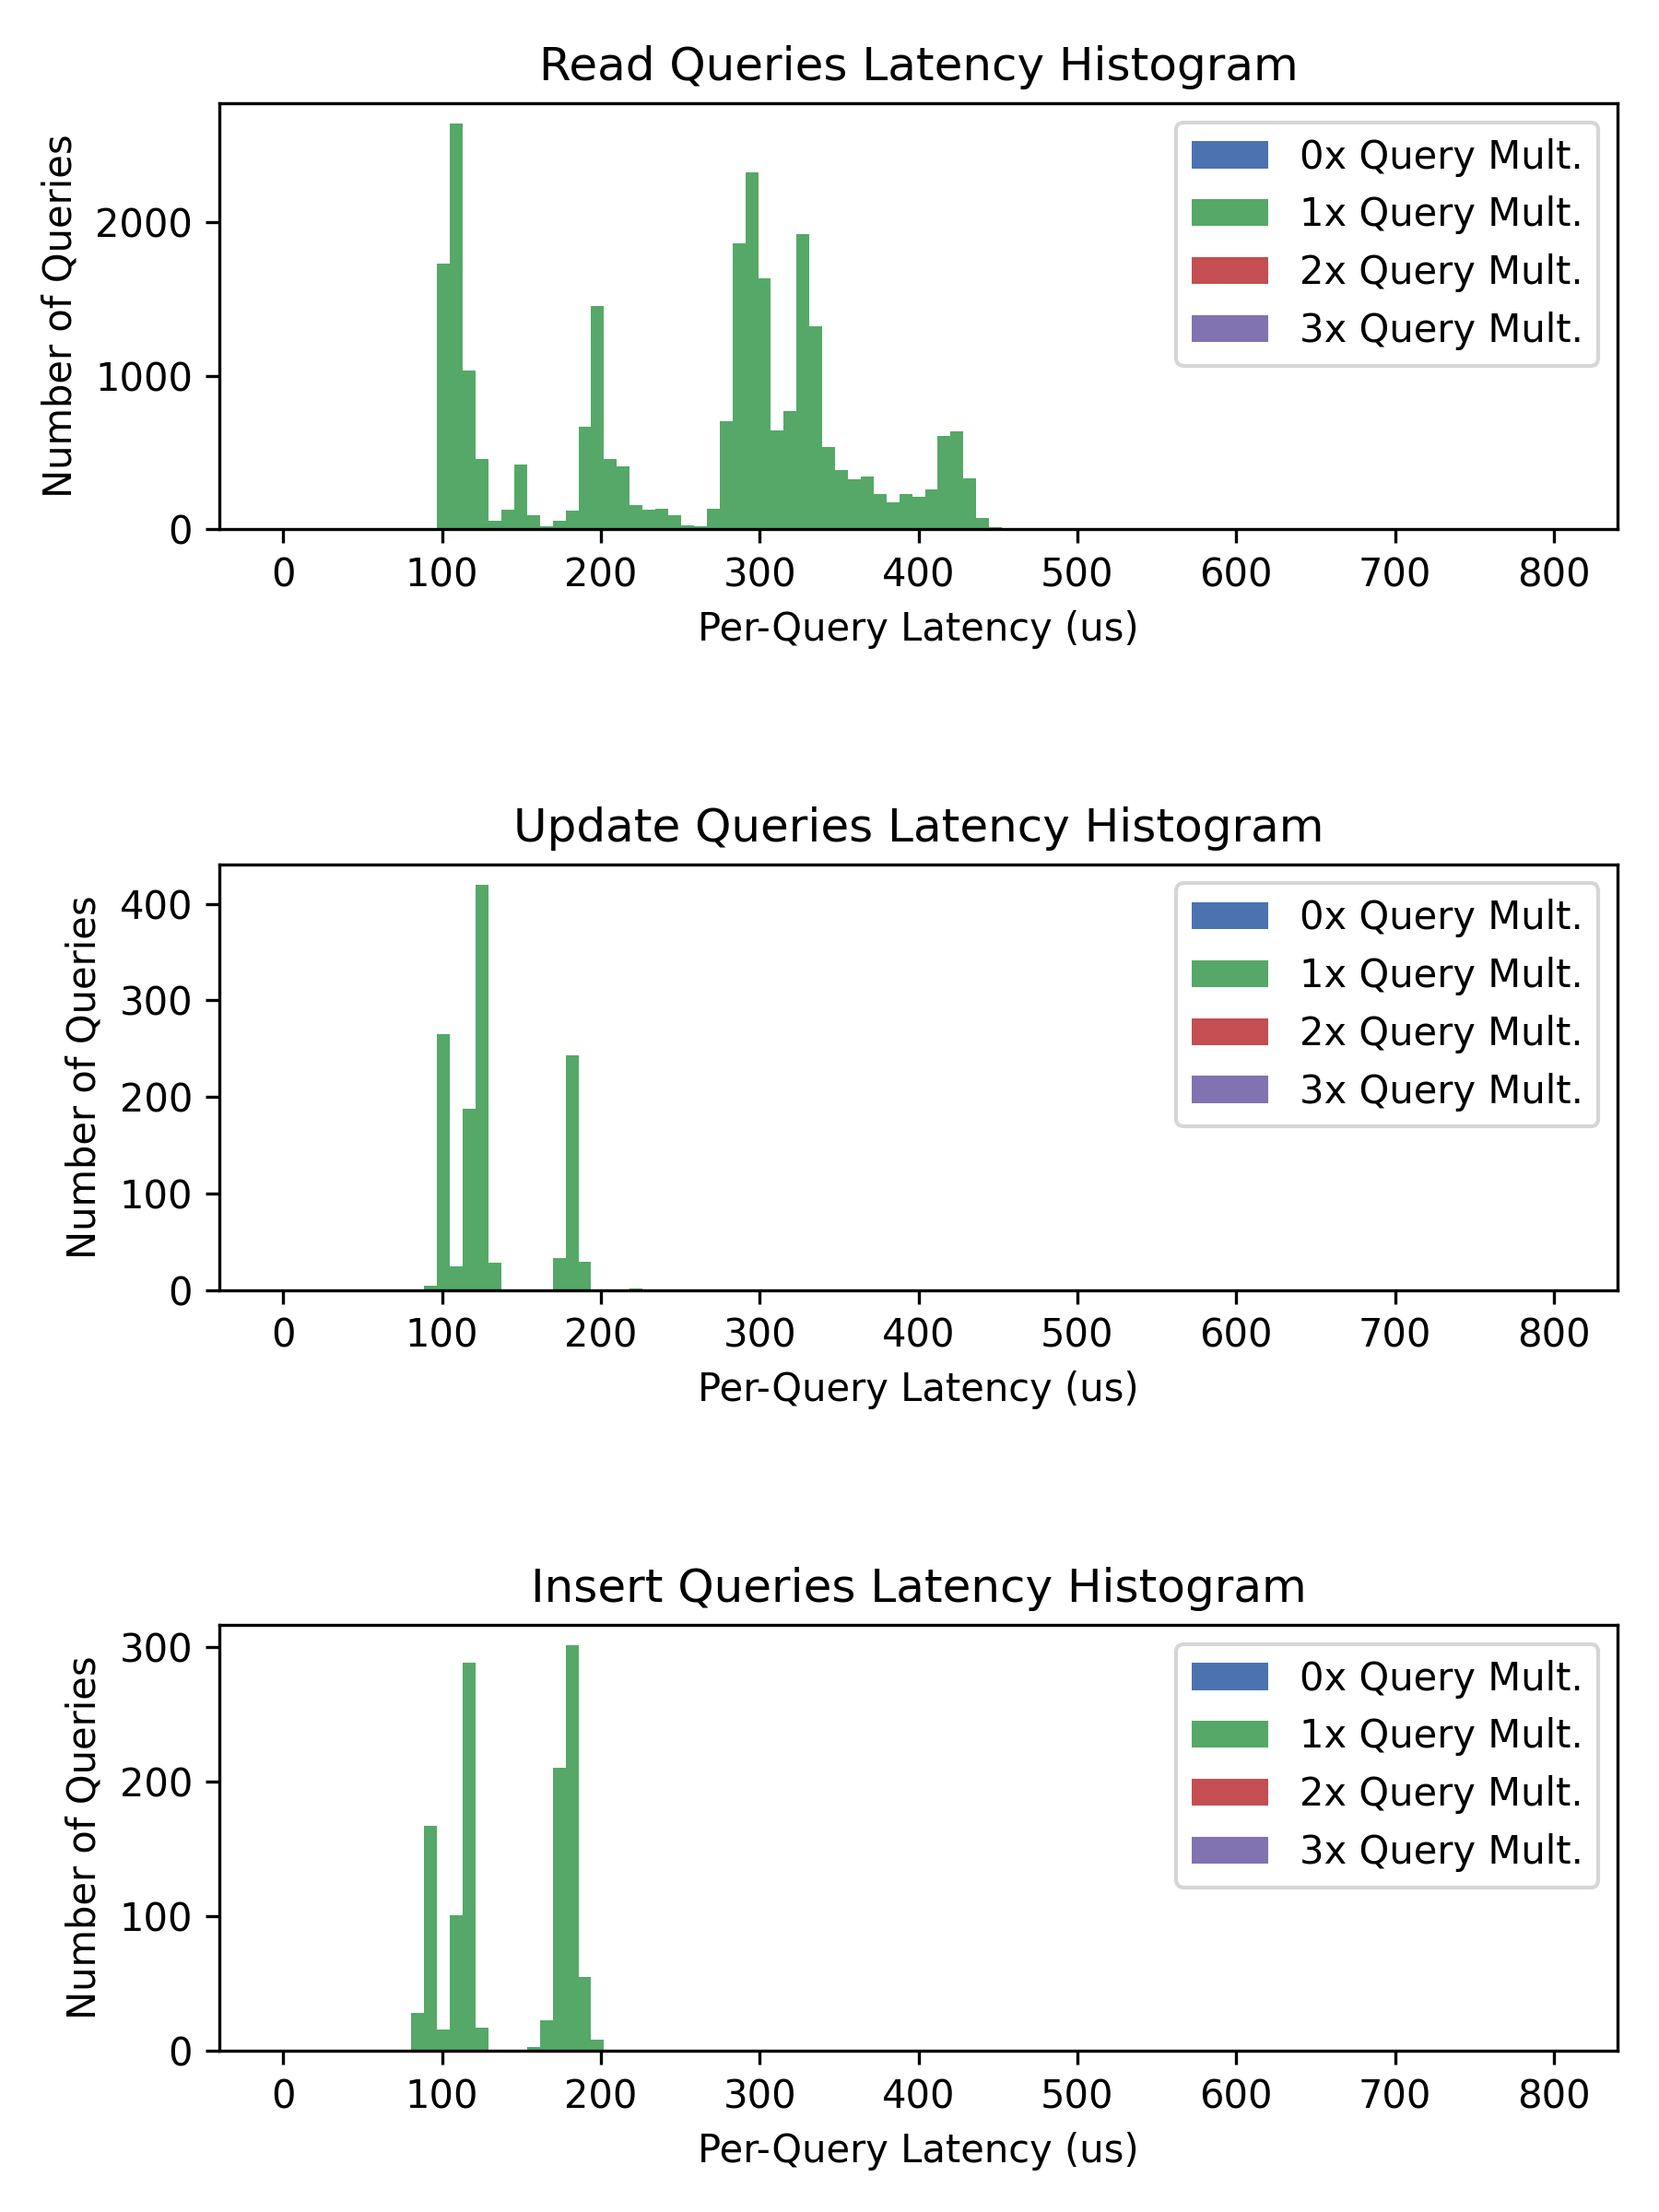 Read Queries Latency Histogram
Number of Queries
2000
1000
0
0x Query Mult.
1x Query Mult.
2x Query Mult.
3x Query Mult.
0 100 200 300 400 500 600 700 800
Per-Query Latency (us)
Update Queries Latency Histogram
Number of Queries
400
300
200
100
0
0x Query Mult.
1x Query Mult.
2x Query Mult.
3x Query Mult.
0 100 200 300 400 500 600 700 800
Per-Query Latency (us)
Insert Queries Latency Histogram
Number of Queries
300
200
100
0
0x Query Mult.
1x Query Mult.
2x Query Mult.
3x Query Mult.
0 100 200 300 400 500 600 700 800
Per-Query Latency (us)